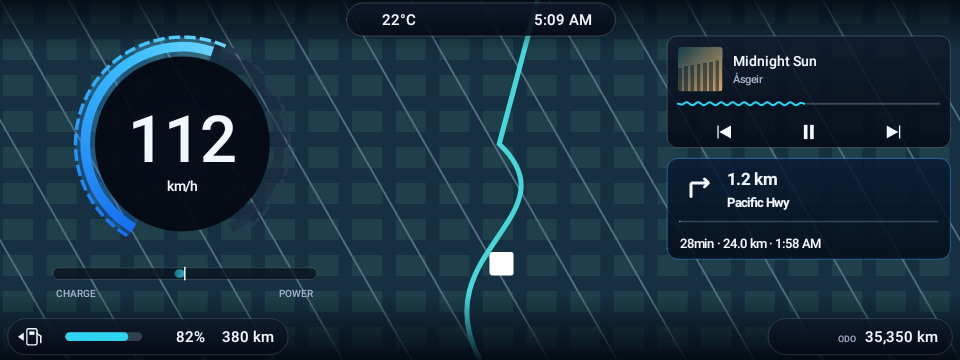 22°C 5:09 AM
112
km/h
CHARGE POWER
82% 380 km
Midnight Sun
Ásgeir
1.2 km
Pacific Hwy
28min · 24.0 km · 1:58 AM
ODO 35,350 km